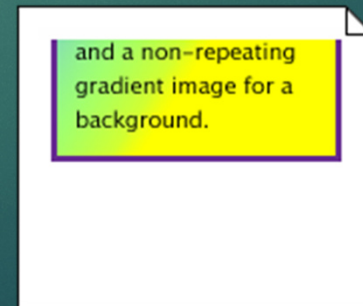 and a non-repeating
gradient image for a
background.